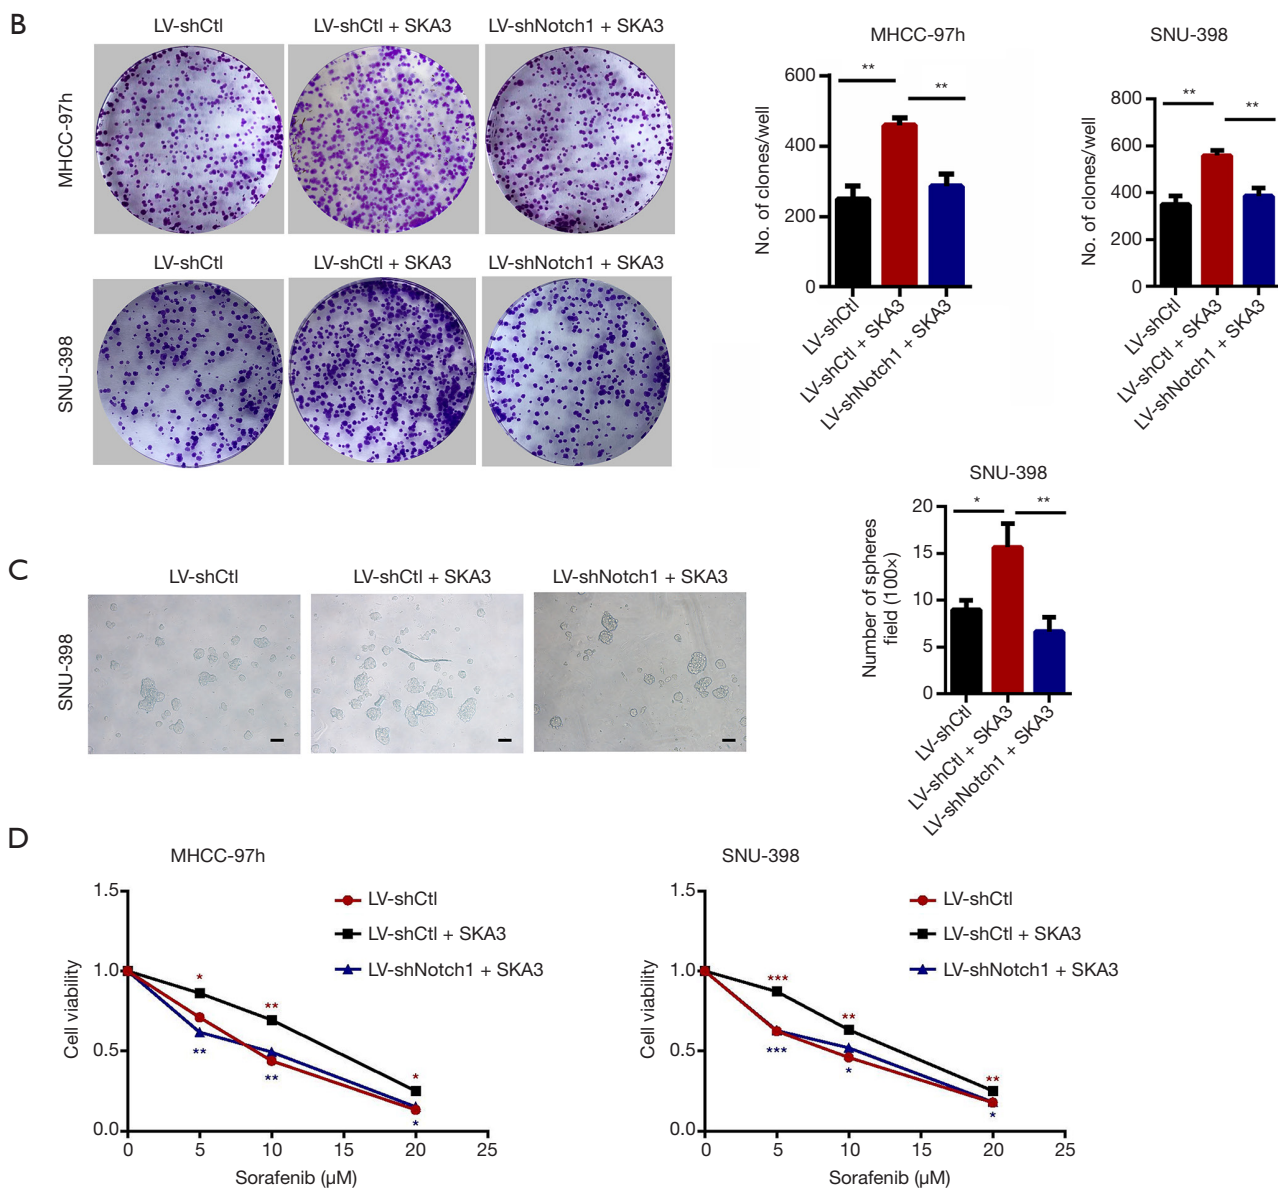 B
LV-shCtl
LV-shCtl + SKA3
LV-shNotch1 + SKA3
MHCC-97h
LV-shCtl
LV-shCtl + SKA3
LV-shNotch1 + SKA3
SNU-398
MHCC-97h
No. of clones/well
600
400
200
0
**
**
LV-shCtl
LV-shCtl + SKA3
LV-shNotch1 + SKA3
SNU-398
No. of clones/well
800
600
400
200
0
**
**
LV-shCtl
LV-shCtl + SKA3
LV-shNotch1 + SKA3
C
LV-shCtl
LV-shCtl + SKA3
LV-shNotch1 + SKA3
SNU-398
SNU-398
Number of spheres
field (100×)
20
15
10
5
0
*
**
LV-shCtl
LV-shCtl + SKA3
LV-shNotch1 + SKA3
D
MHCC-97h
Cell viability
1.5
1.0
0.5
0.0
LV-shCtl
LV-shCtl + SKA3
LV-shNotch1 + SKA3
*
**
*
**
**
*
0 5 10 15 20 25
Sorafenib (µM)
SNU-398
Cell viability
1.5
1.0
0.5
0.0
LV-shCtl
LV-shCtl + SKA3
LV-shNotch1 + SKA3
***
**
**
***
*
*
0 5 10 15 20 25
Sorafenib (µM)